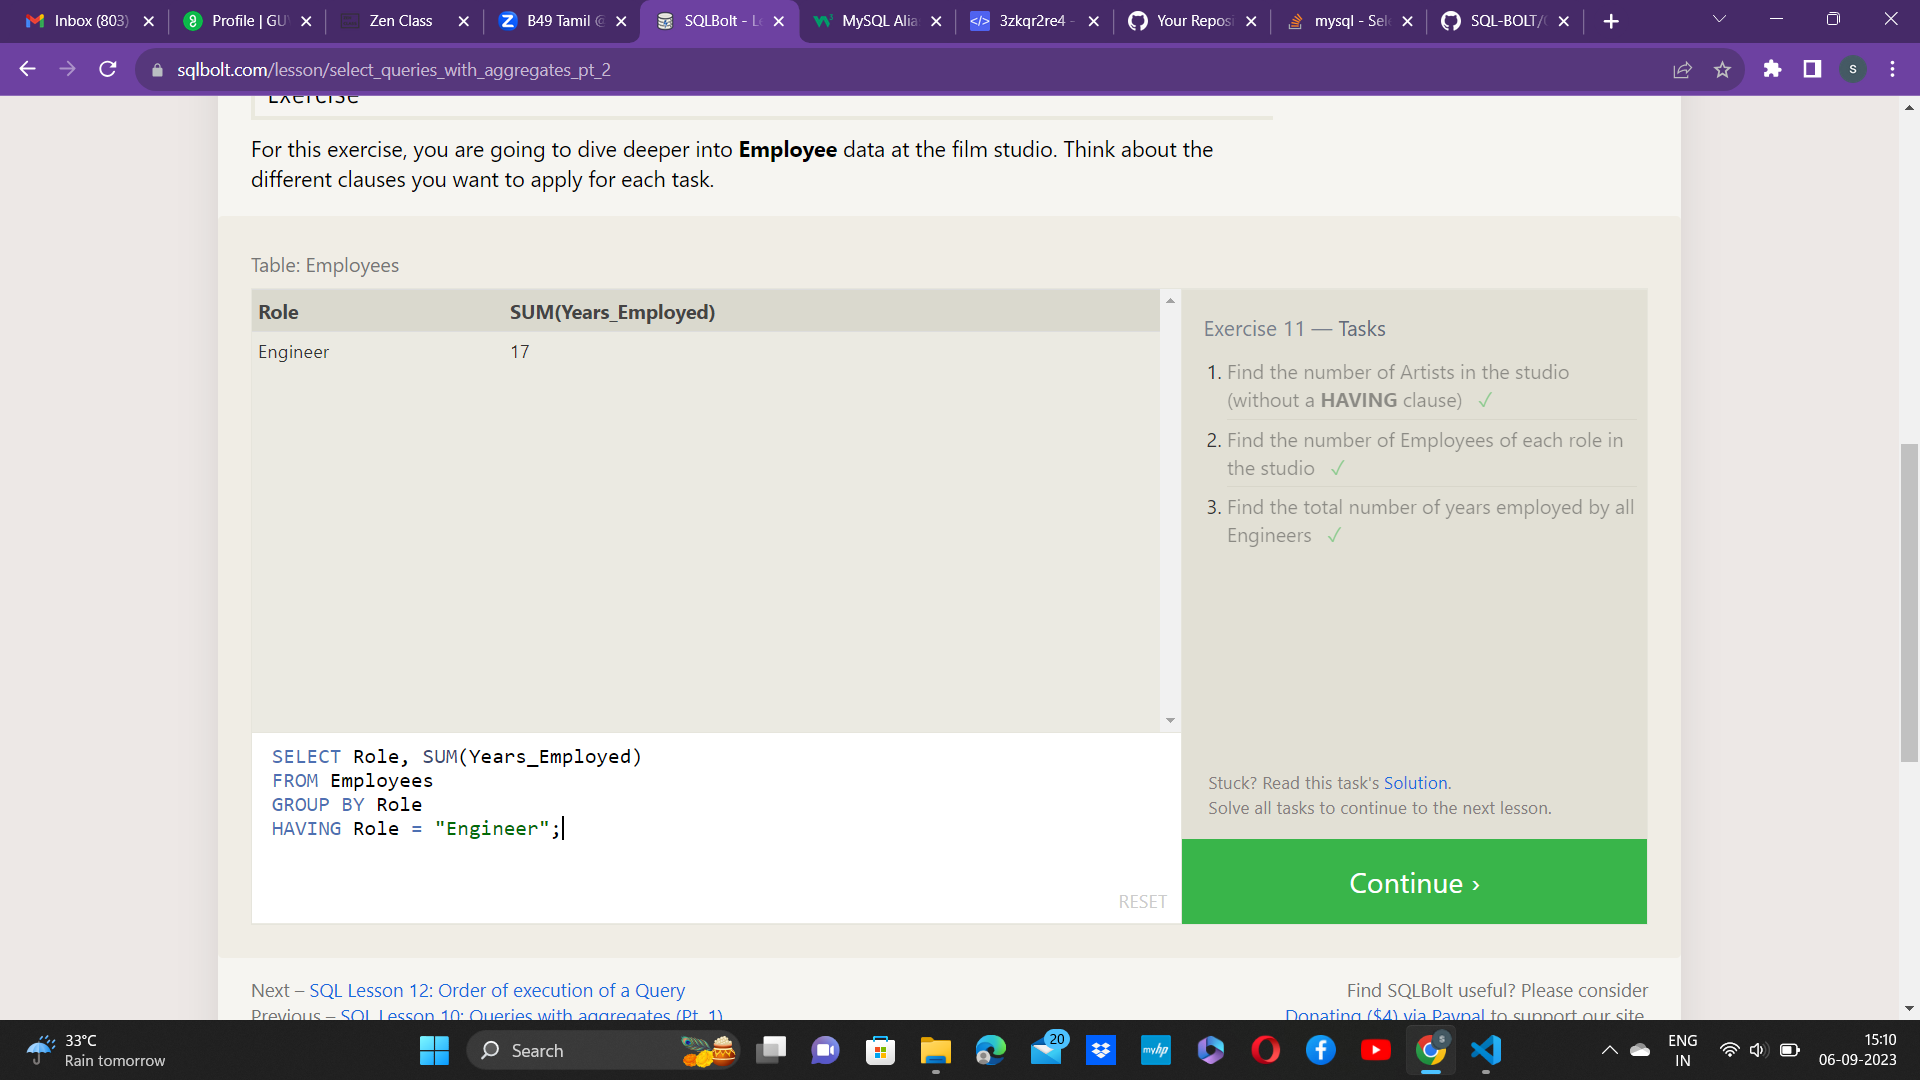 Inbox (803)
Profile | GU
Zen Class
B49 Tamil
SQLBolt - L
MySQL Alia
3zkqr2re4 -
Your Reposi
mysql - Sel
SQL-BOLT/
sqlbolt.com/lesson/select_queries_with_aggregates_pt_2
s
Exercise
For this exercise, you are going to dive deeper into Employee data at the film studio. Think about the
different clauses you want to apply for each task.
Table: Employees
Role SUM(Years_Employed)
Engineer 17
Exercise 11 — Tasks
1. Find the number of Artists in the studio
(without a HAVING clause) ✓
2. Find the number of Employees of each role in
the studio ✓
3. Find the total number of years employed by all
Engineers ✓
SELECT Role, SUM(Years_Employed)
FROM Employees
GROUP BY Role
HAVING Role = "Engineer";
RESET
Stuck? Read this task's Solution.
Solve all tasks to continue to the next lesson.
Continue ›
Next – SQL Lesson 12: Order of execution of a Query
Previous – SQL Lesson 10: Queries with aggregates (Pt. 1)
Find SQLBolt useful? Please consider
Donating ($4) via Paypal to support our site.
33°C
Rain tomorrow
Search
20
myhp
ENG
IN
15:10
06-09-2023